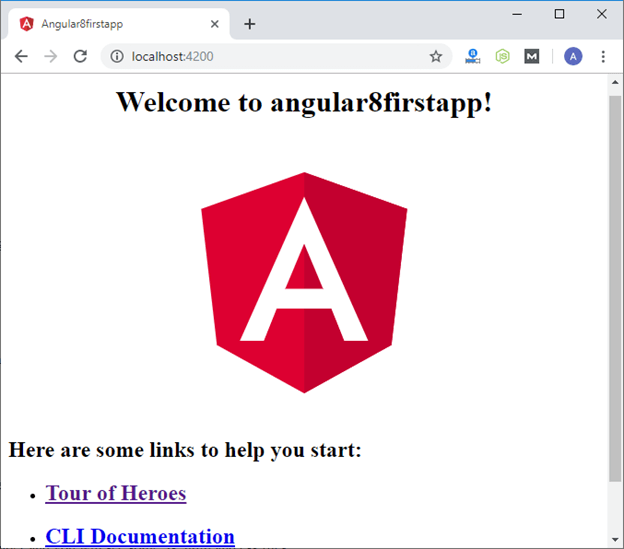 Angular8firstapp
localhost:4200
A
Welcome to angular8firstapp!
A
Here are some links to help you start:
Tour of Heroes
CLI Documentation